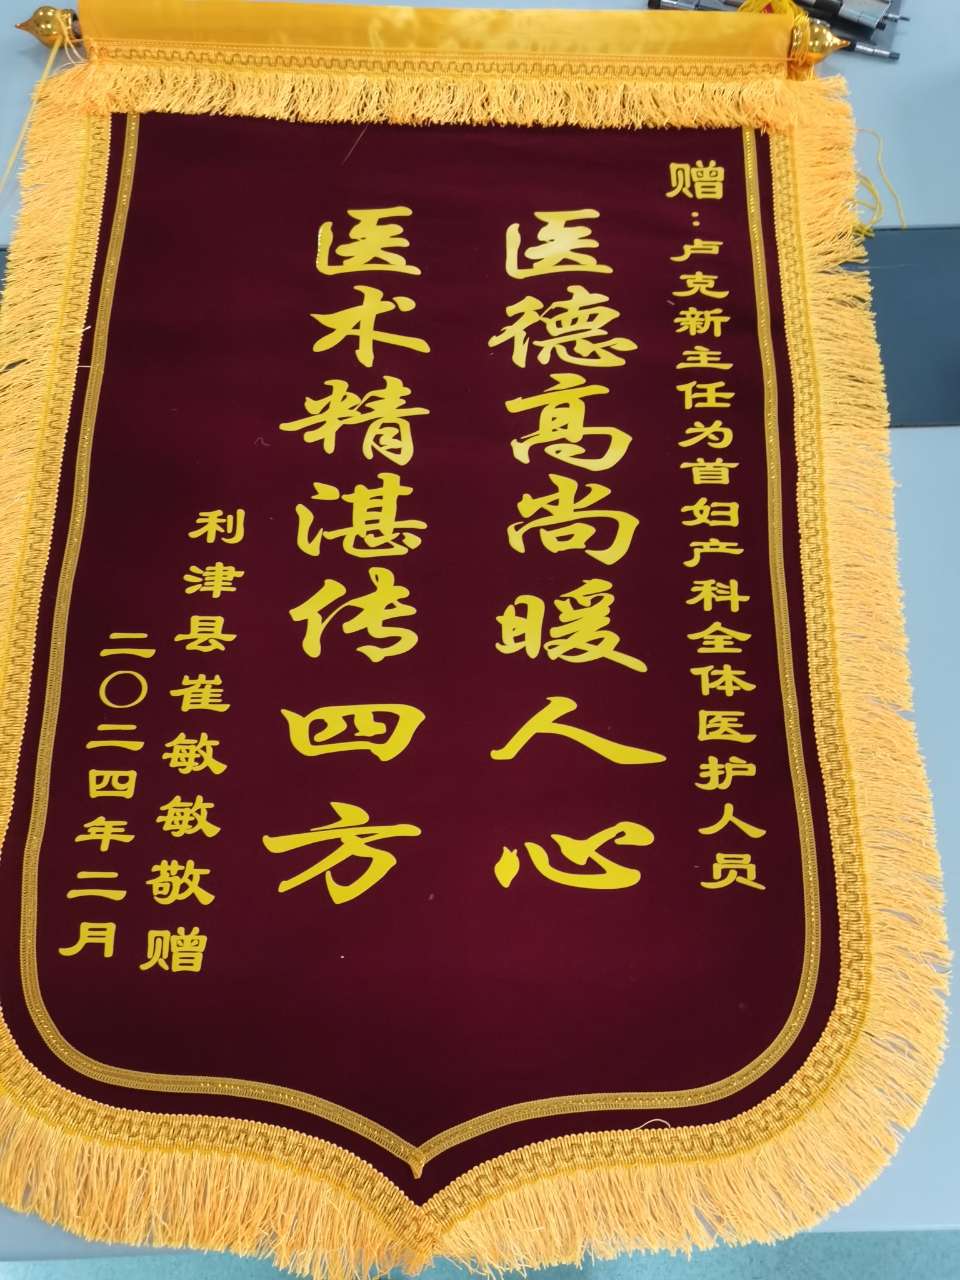 赠：卢克新主任为首妇产科全体医护人员
医德高尚暖人心
医术精湛传四方
利津县崔敏敏敬赠
二〇二四年二月